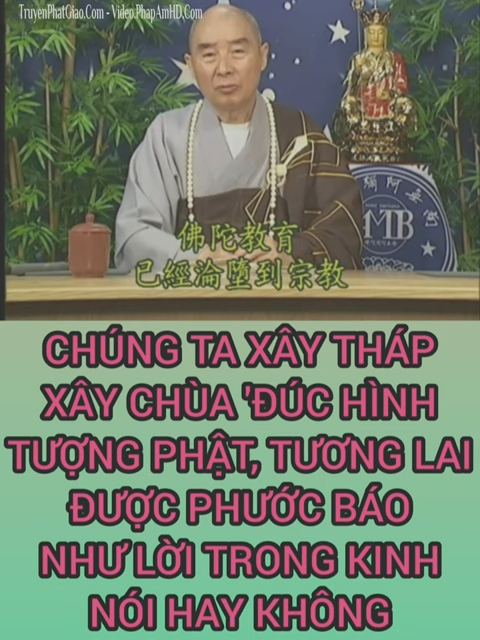 TruyenPhatGiao.Com - Video.PhapAmHD.Com
MB
佛陀教育
已經淪墮到宗教
CHÚNG TA XÂY THÁP
XÂY CHÙA 'ĐÚC HÌNH
TƯỢNG PHẬT, TƯƠNG LAI
ĐƯỢC PHƯỚC BÁO
NHƯ LỜI TRONG KINH
NÓI HAY KHÔNG